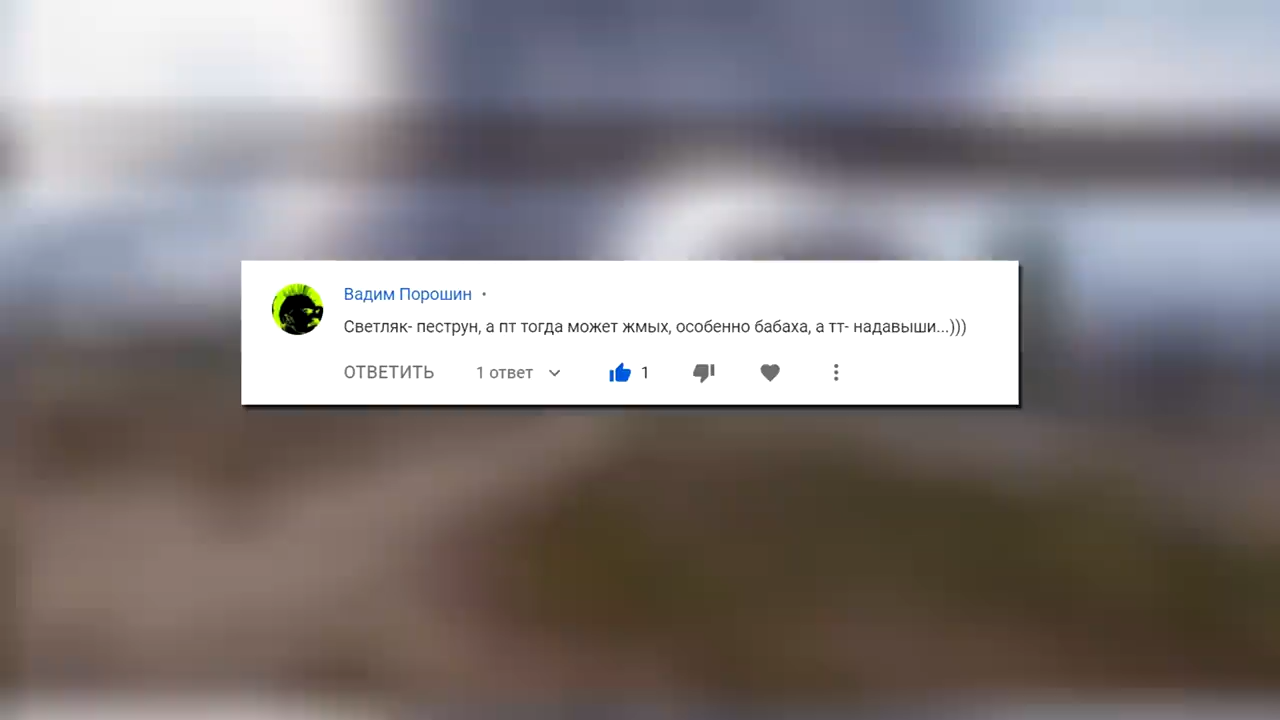 Вадим Порошин •
Светляк- пеструн, а пт тогда может жмых, особенно бабаха, а тт- надавыши...)))
ОТВЕТИТЬ 1 ответ 1